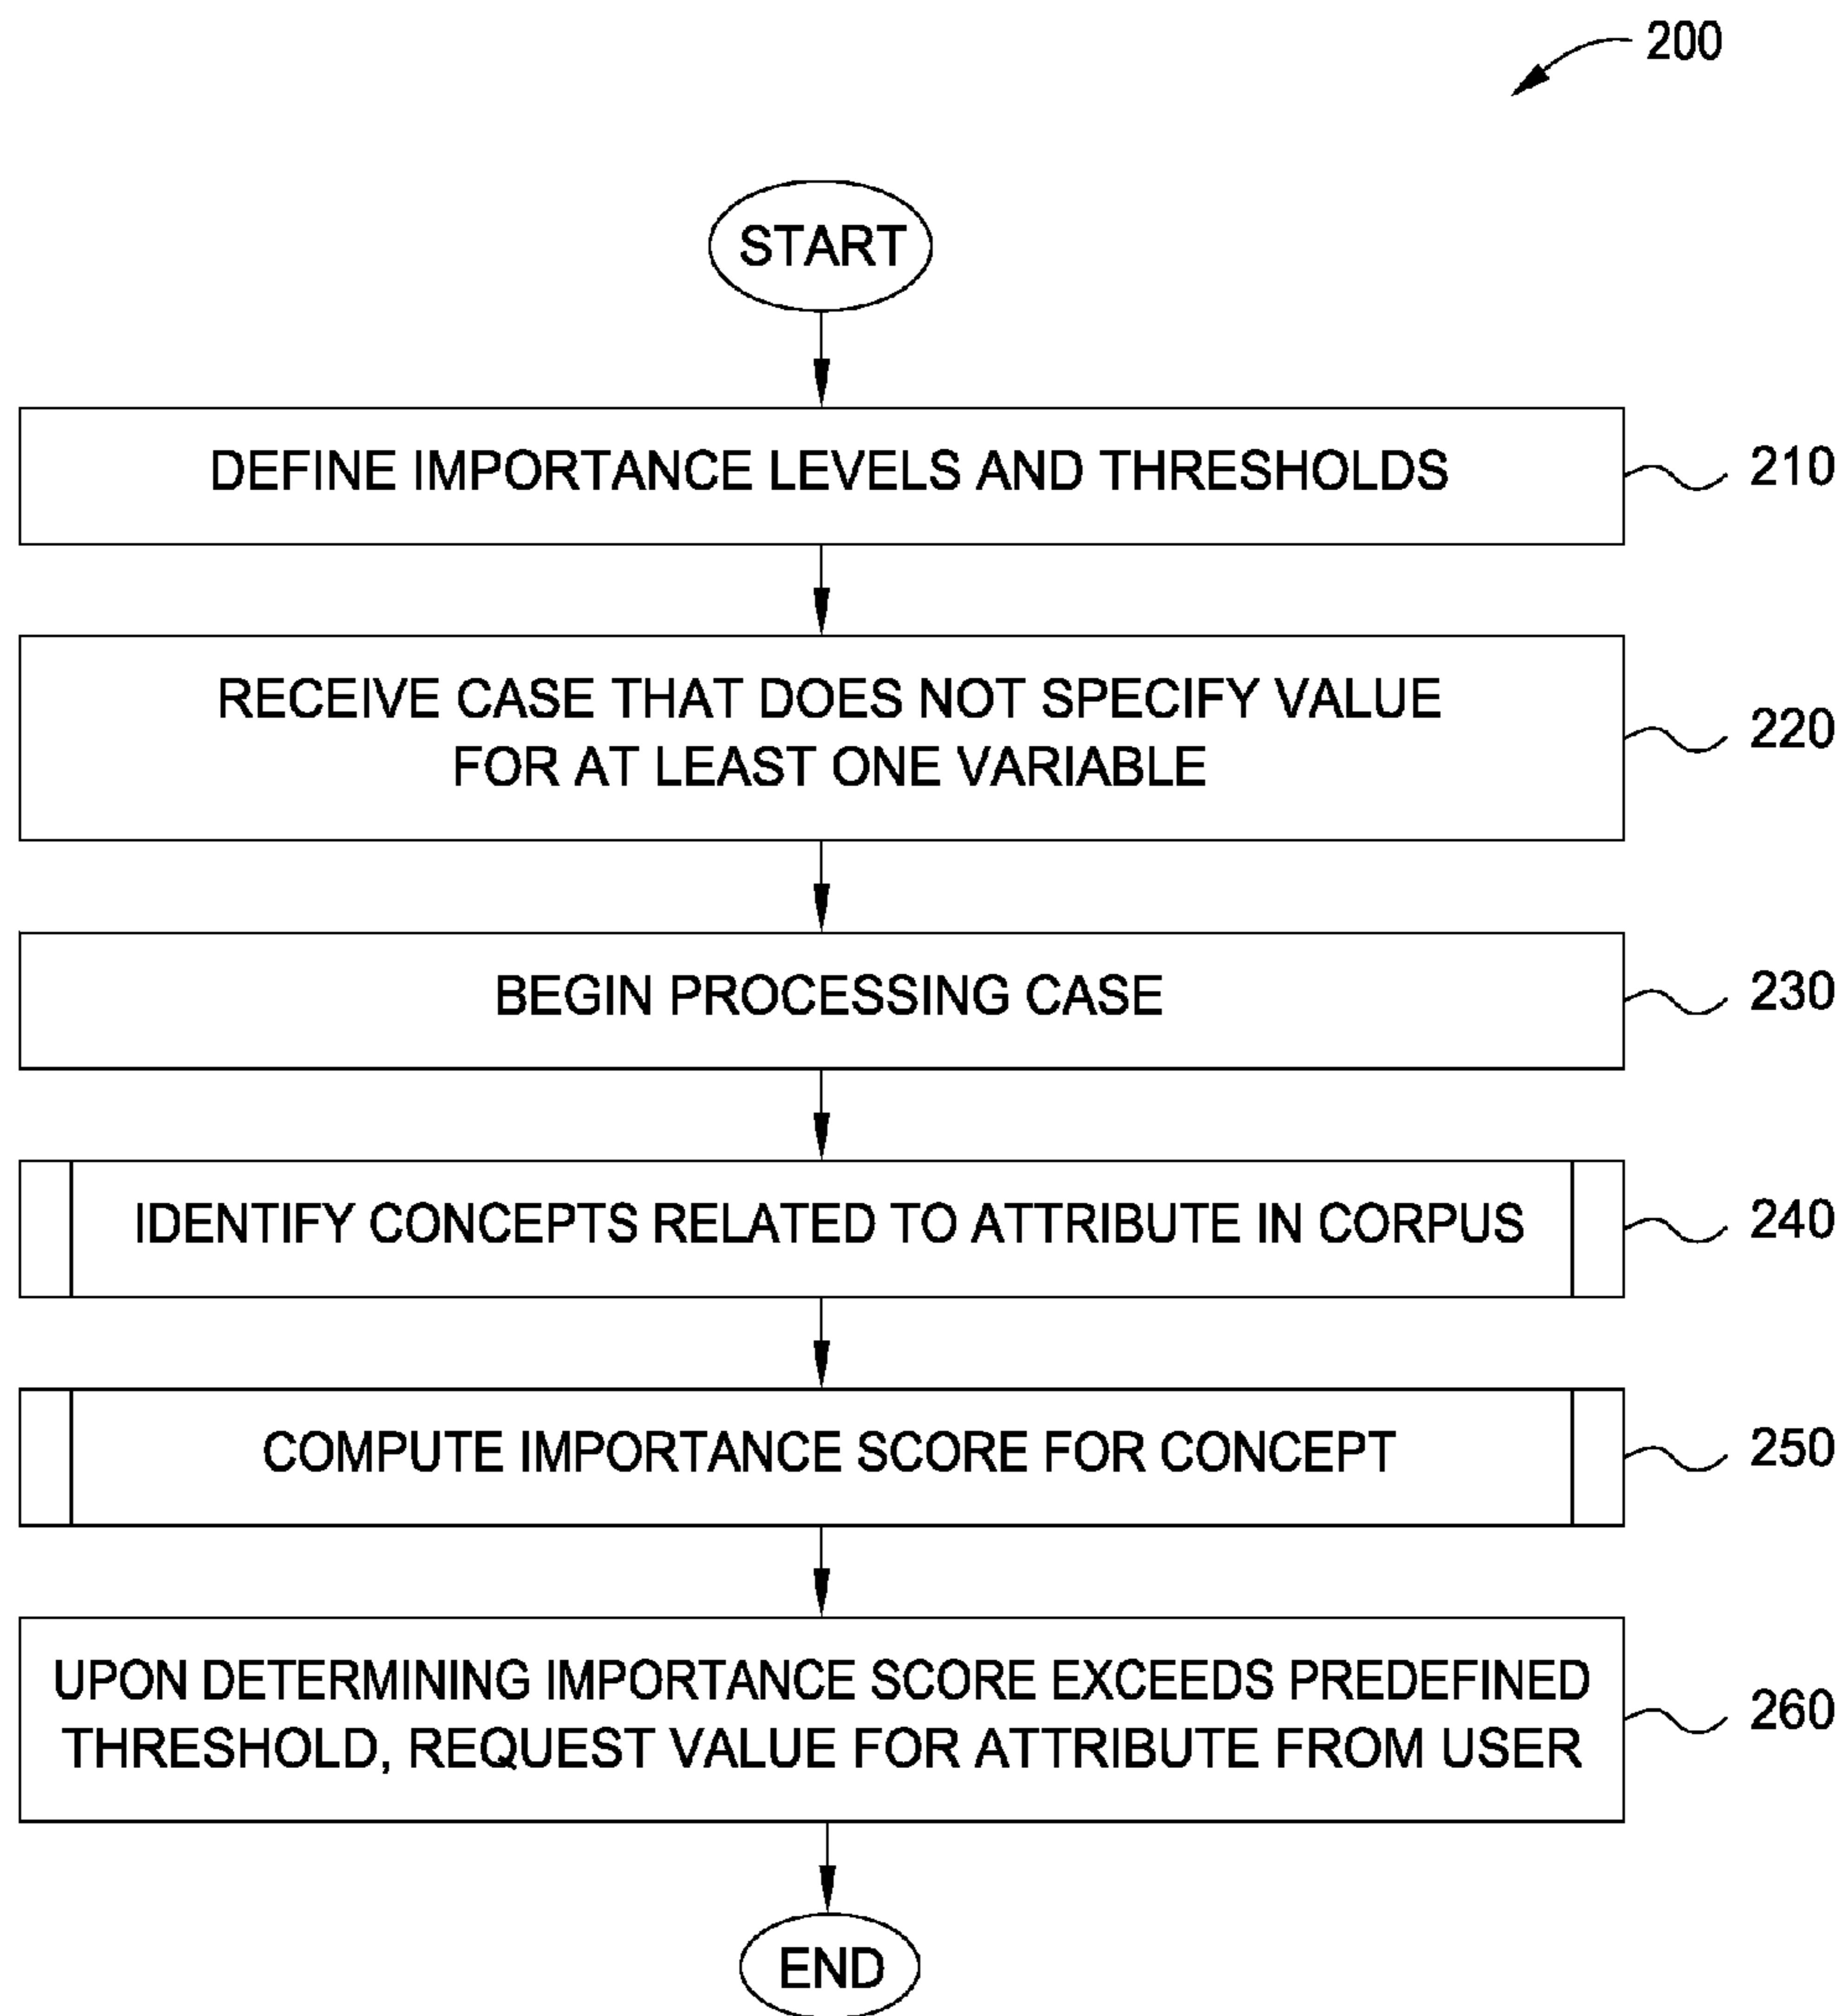 200
START
DEFINE IMPORTANCE LEVELS AND THRESHOLDS
210
RECEIVE CASE THAT DOES NOT SPECIFY VALUE
FOR AT LEAST ONE VARIABLE
220
BEGIN PROCESSING CASE
230
IDENTIFY CONCEPTS RELATED TO ATTRIBUTE IN CORPUS
240
COMPUTE IMPORTANCE SCORE FOR CONCEPT
250
UPON DETERMINING IMPORTANCE SCORE EXCEEDS PREDEFINED
THRESHOLD, REQUEST VALUE FOR ATTRIBUTE FROM USER
260
END